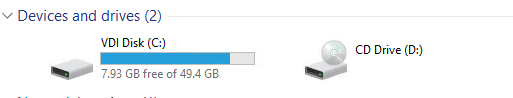 Devices and drives (2)
VDI Disk (C:)
7.93 GB free of 49.4 GB
CD Drive (D:)